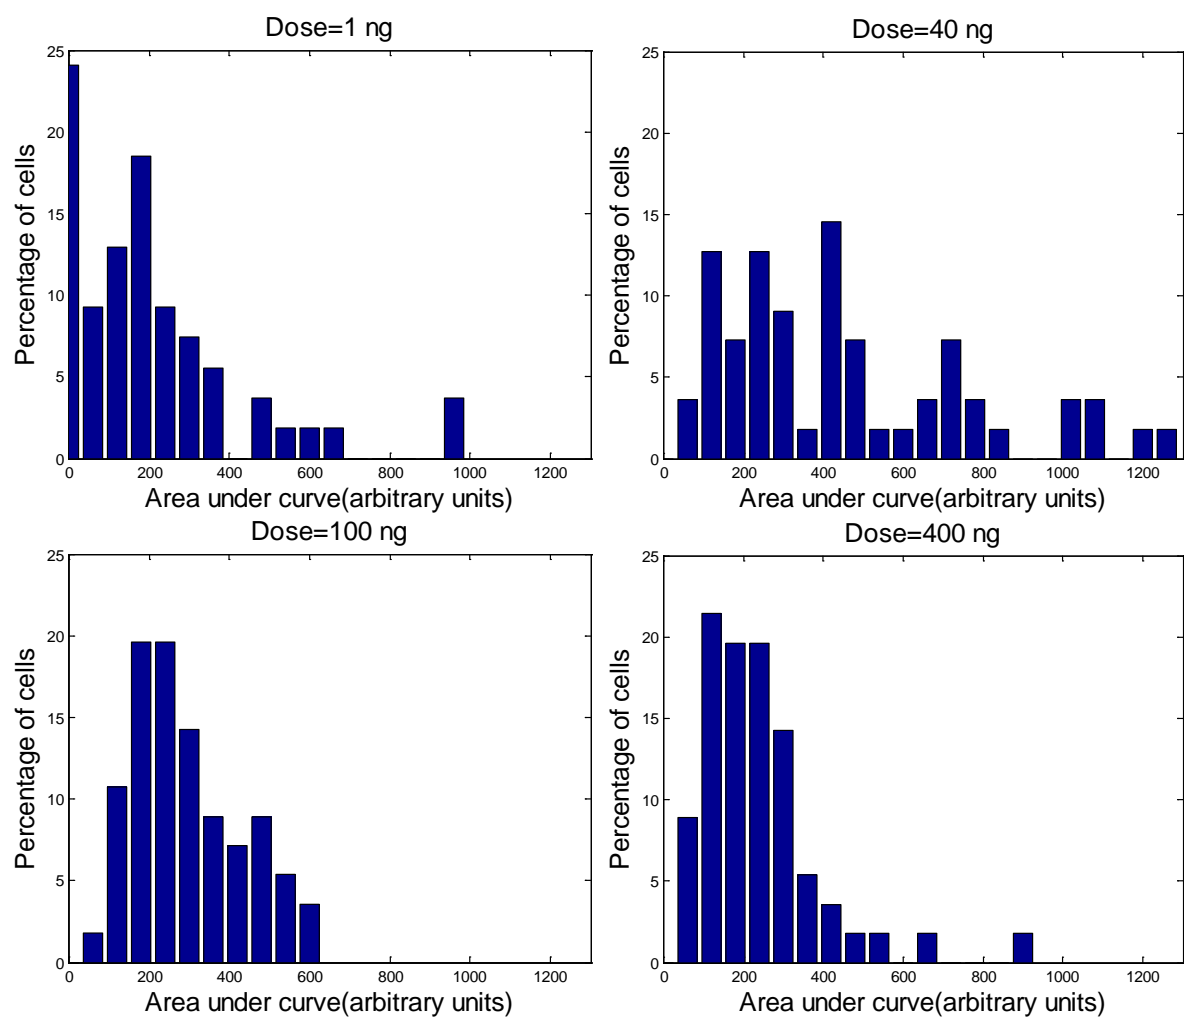 Dose=1 ng
25
20
15
10
5
0
0 200 400 600 800 1000 1200
Percentage of cells
Area under curve(arbitrary units)
Dose=40 ng
25
20
15
10
5
0
0 200 400 600 800 1000 1200
Percentage of cells
Area under curve(arbitrary units)
Dose=100 ng
25
20
15
10
5
0
0 200 400 600 800 1000 1200
Percentage of cells
Area under curve(arbitrary units)
Dose=400 ng
25
20
15
10
5
0
0 200 400 600 800 1000 1200
Percentage of cells
Area under curve(arbitrary units)